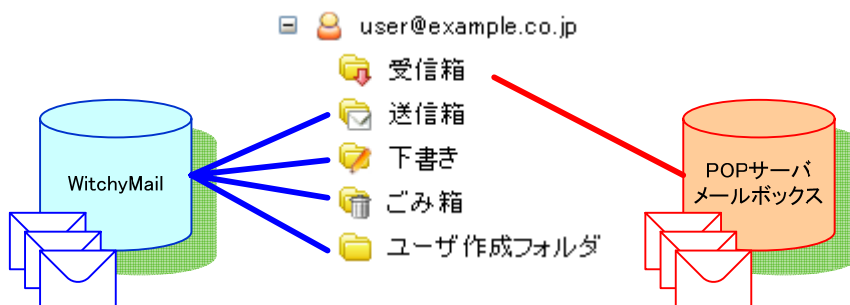 user@example.co.jp
受信箱
送信箱
下書き
ごみ箱
ユーザ作成フォルダ
WitchyMail
POPサーバ
メールボックス